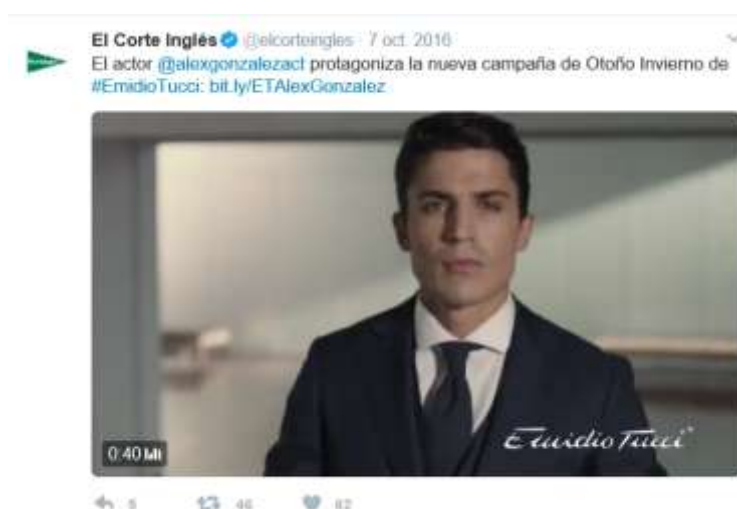 El Corte Inglés @elcorteingles · 7 oct. 2016
El actor @alexgonzalezact protagoniza la nueva campaña de Otoño Invierno de
#EmidioTucci: bit.ly/ETAlexGonzalez
Emidio Tucci
0:40
5 46 82